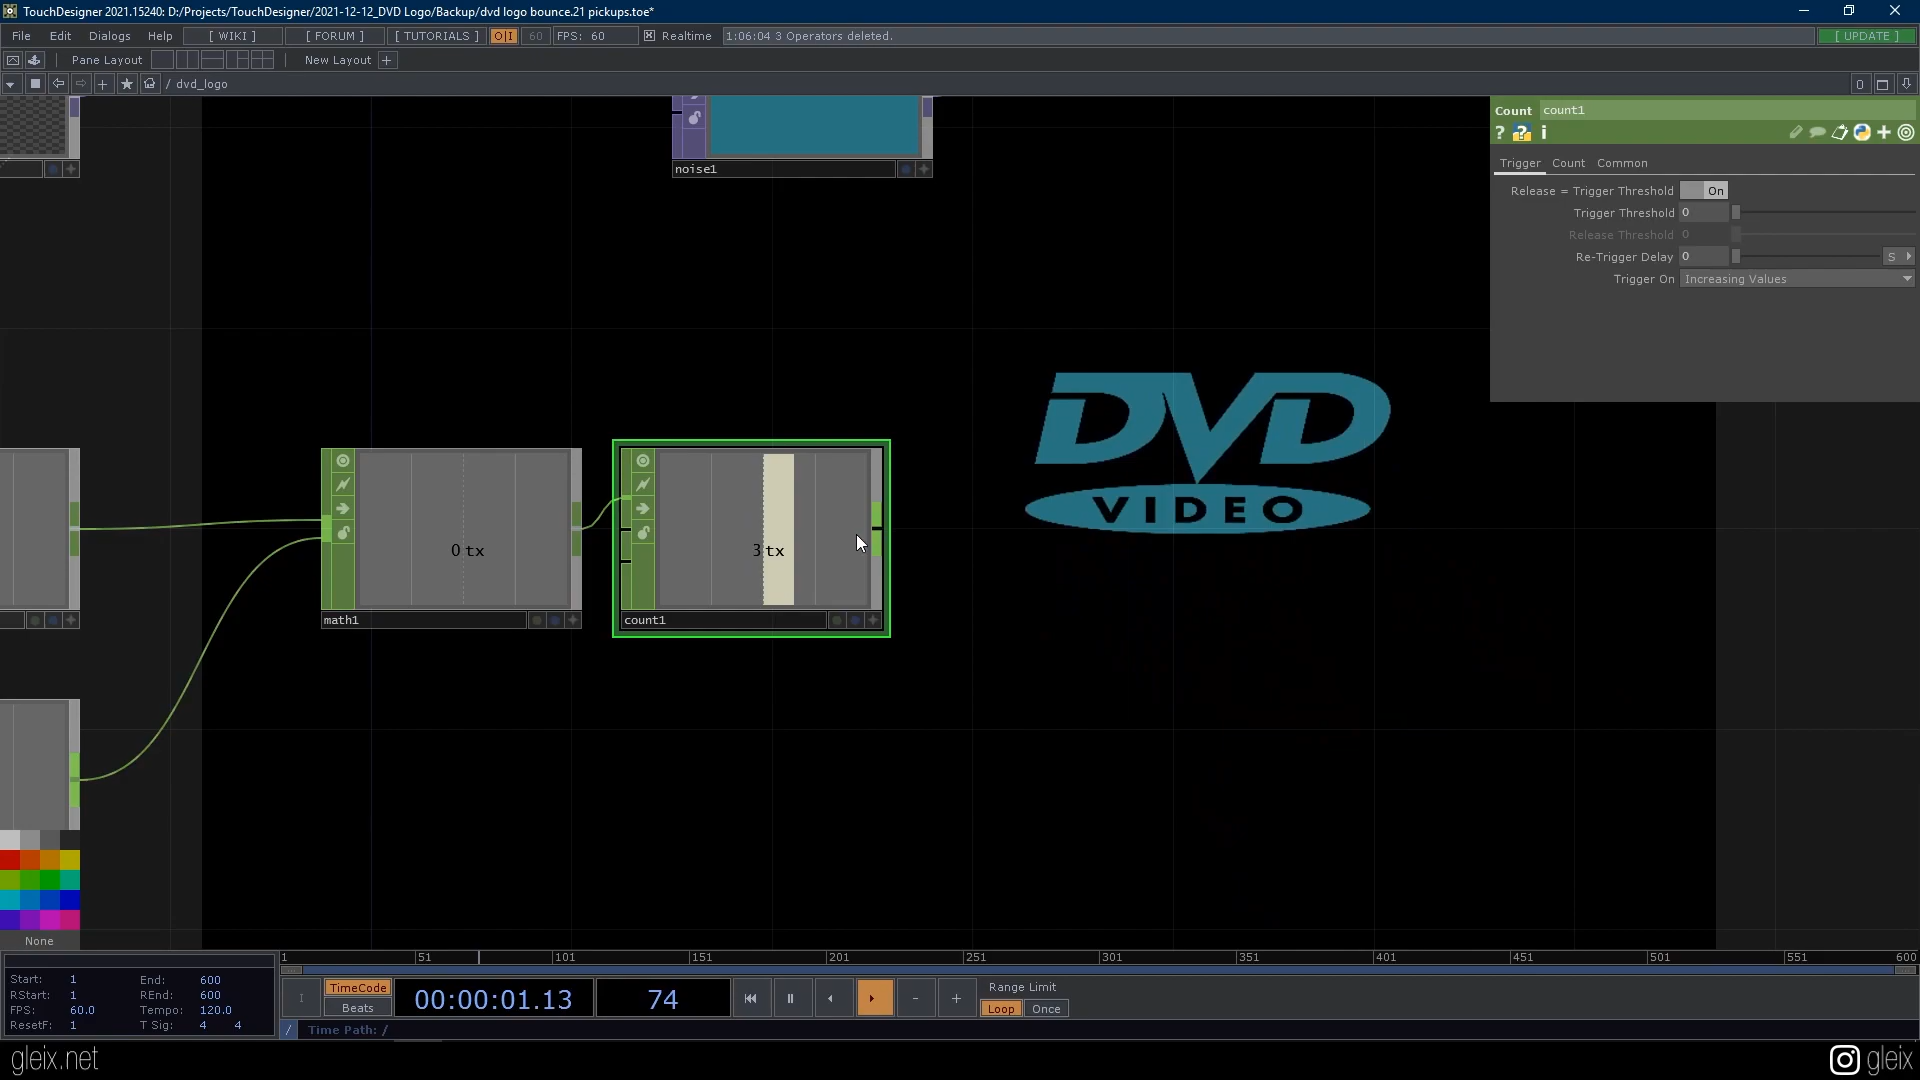 TouchDesigner 2021.15240: D:/Projects/TouchDesigner/2021-12-12_DVD Logo/Backup/dvd logo bounce.21 pickups.toe*
File Edit Dialogs Help [ WIKI ] [ FORUM ] [ TUTORIALS ] O|I 60 FPS: 60 Realtime 1:06:04 3 Operators deleted. [ UPDATE ]
Pane Layout New Layout +
/ dvd_logo 0
Count count1
? ? i
noise1
Trigger Count Common
Release = Trigger Threshold On
Trigger Threshold 0
Release Threshold 0
Re-Trigger Delay 0 S
Trigger On Increasing Values
DVD
VIDEO
0 tx
3 tx
math1
count1
None
1 51 101 151 201 251 301 351 401 451 501 551 600
Start: 1 End: 600
RStart: 1 REnd: 600
FPS: 60.0 Tempo: 120.0
ResetF: 1 T Sig: 4 4
I TimeCode 00:00:01.13 74 - + Range Limit
Beats Loop Once
/ Time Path: /
gleix.net gleix